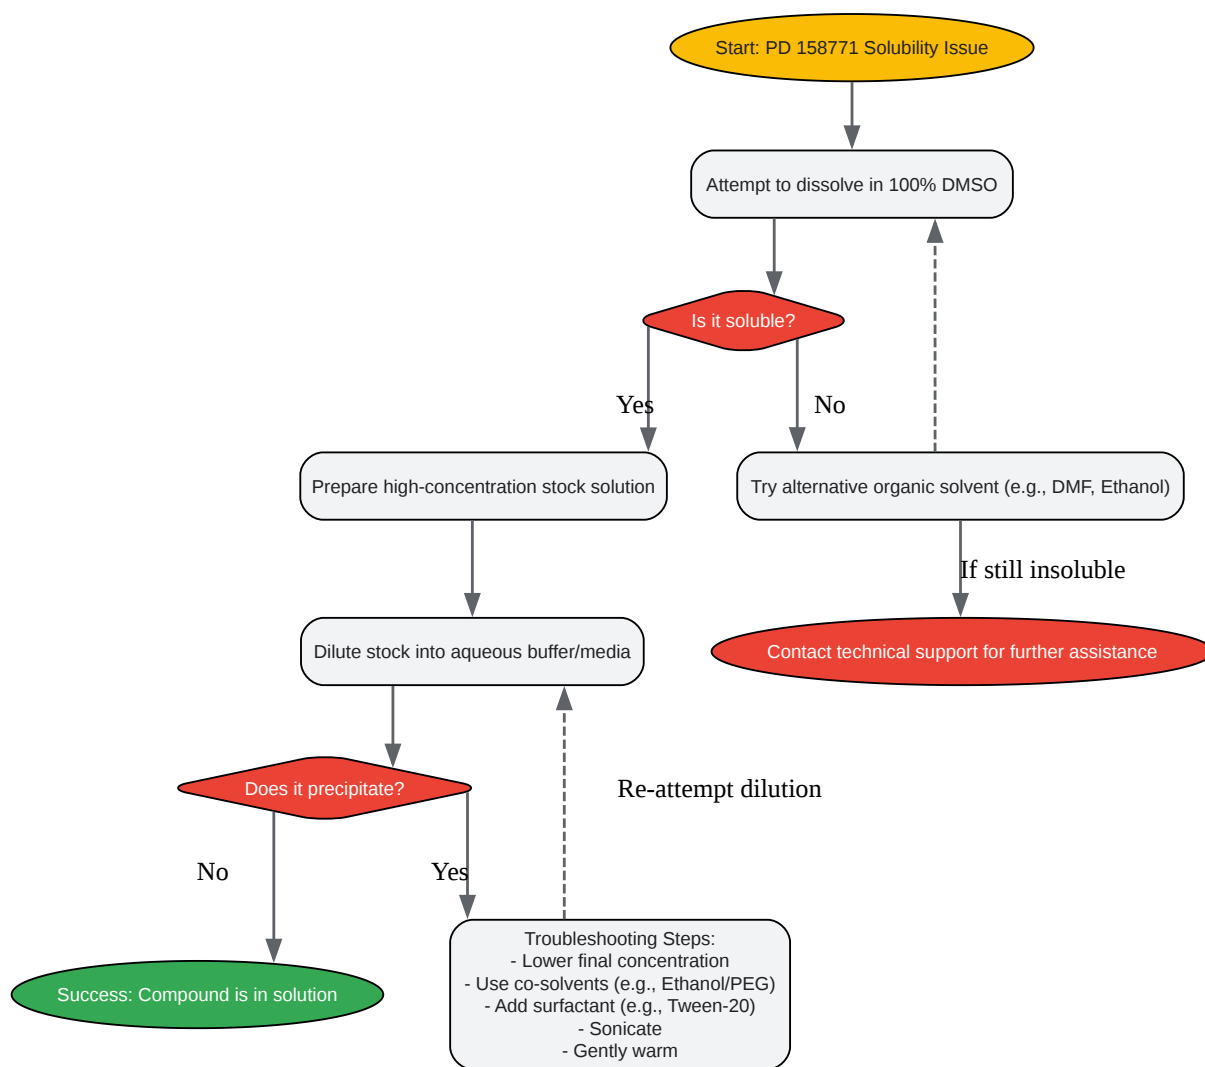 Start: PD 158771 Solubility Issue
Attempt to dissolve in 100% DMSO
Is it soluble?
Yes
No
Prepare high-concentration stock solution
Try alternative organic solvent (e.g., DMF, Ethanol)
If still insoluble
Dilute stock into aqueous buffer/media
Contact technical support for further assistance
Does it precipitate?
Re-attempt dilution
No
Yes
Troubleshooting Steps:
- Lower final concentration
- Use co-solvents (e.g., Ethanol/PEG)
- Add surfactant (e.g., Tween-20)
- Sonicate
- Gently warm
Success: Compound is in solution